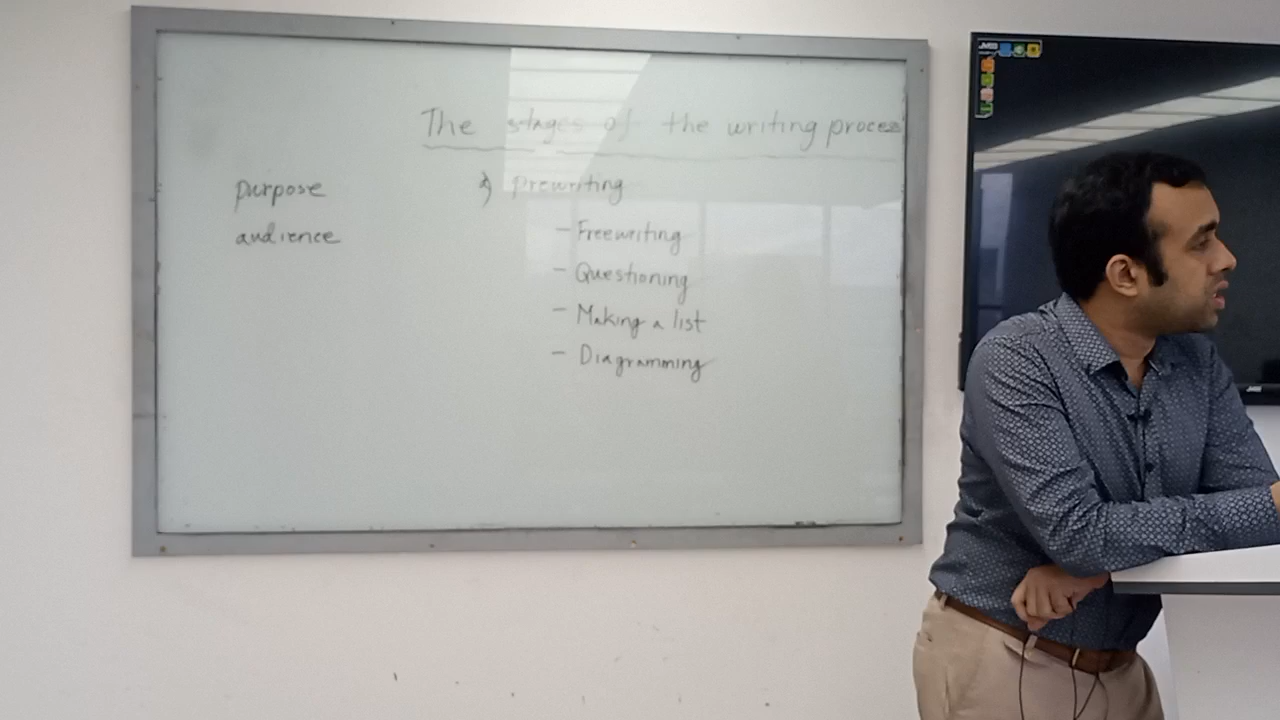 The stages of the writing process
purpose
audience
Prewriting
- Freewriting
- Questioning
- Making a list
- Diagramming